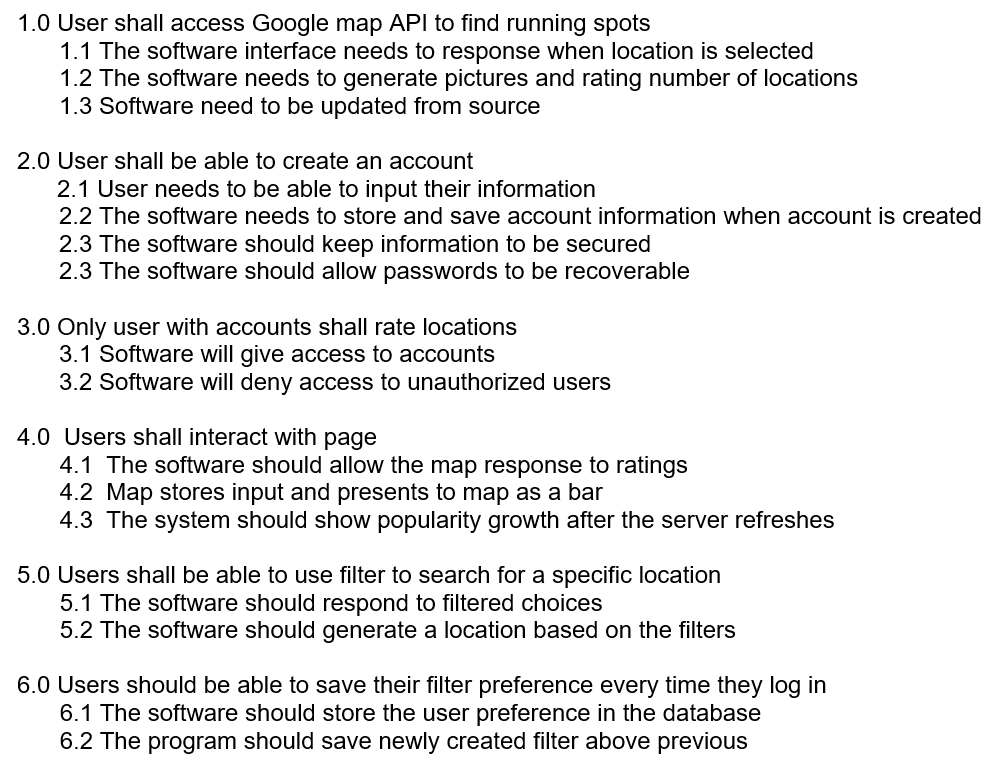 1.0 User shall access Google map API to find running spots
1.1 The software interface needs to response when location is selected
1.2 The software needs to generate pictures and rating number of locations
1.3 Software need to be updated from source
2.0 User shall be able to create an account
2.1 User needs to be able to input their information
2.2 The software needs to store and save account information when account is created
2.3 The software should keep information to be secured
2.3 The software should allow passwords to be recoverable
3.0 Only user with accounts shall rate locations
3.1 Software will give access to accounts
3.2 Software will deny access to unauthorized users
4.0 Users shall interact with page
4.1 The software should allow the map response to ratings
4.2 Map stores input and presents to map as a bar
4.3 The system should show popularity growth after the server refreshes
5.0 Users shall be able to use filter to search for a specific location
5.1 The software should respond to filtered choices
5.2 The software should generate a location based on the filters
6.0 Users should be able to save their filter preference every time they log in
6.1 The software should store the user preference in the database
6.2 The program should save newly created filter above previous